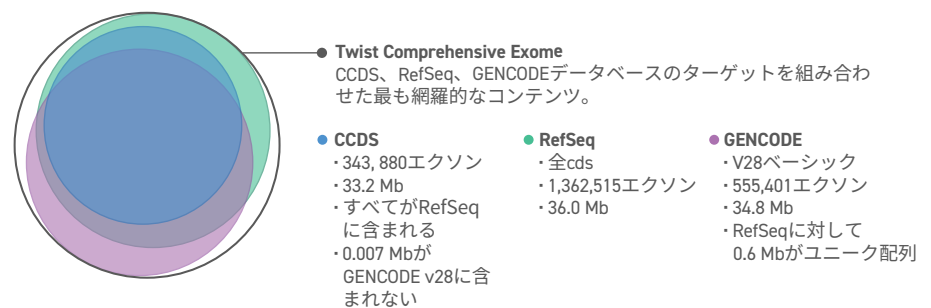 Twist Comprehensive Exome
CCDS、RefSeq、GENCODEデータベースのターゲットを組み合わ
せた最も網羅的なコンテンツ。
CCDS
・343, 880エクソン
・33.2 Mb
・すべてがRefSeq
に含まれる
・0.007 Mbが
GENCODE v28に含
まれない
RefSeq
・全cds
・1,362,515エクソン
・36.0 Mb
GENCODE
・V28ベーシック
・555,401エクソン
・34.8 Mb
・RefSeqに対して
0.6 Mbがユニーク配列